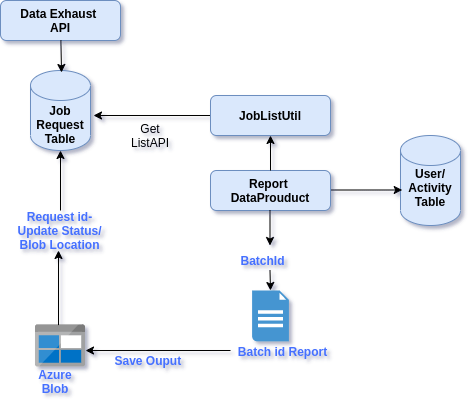 Data Exhaust
API
Job
Request
Table
Get
ListAPI
JobListUtil
Report
DataProuduct
User/
Activity
Table
Request id-
Update Status/
Blob Location
BatchId
Batch id Report
Save Ouput
Azure
Blob